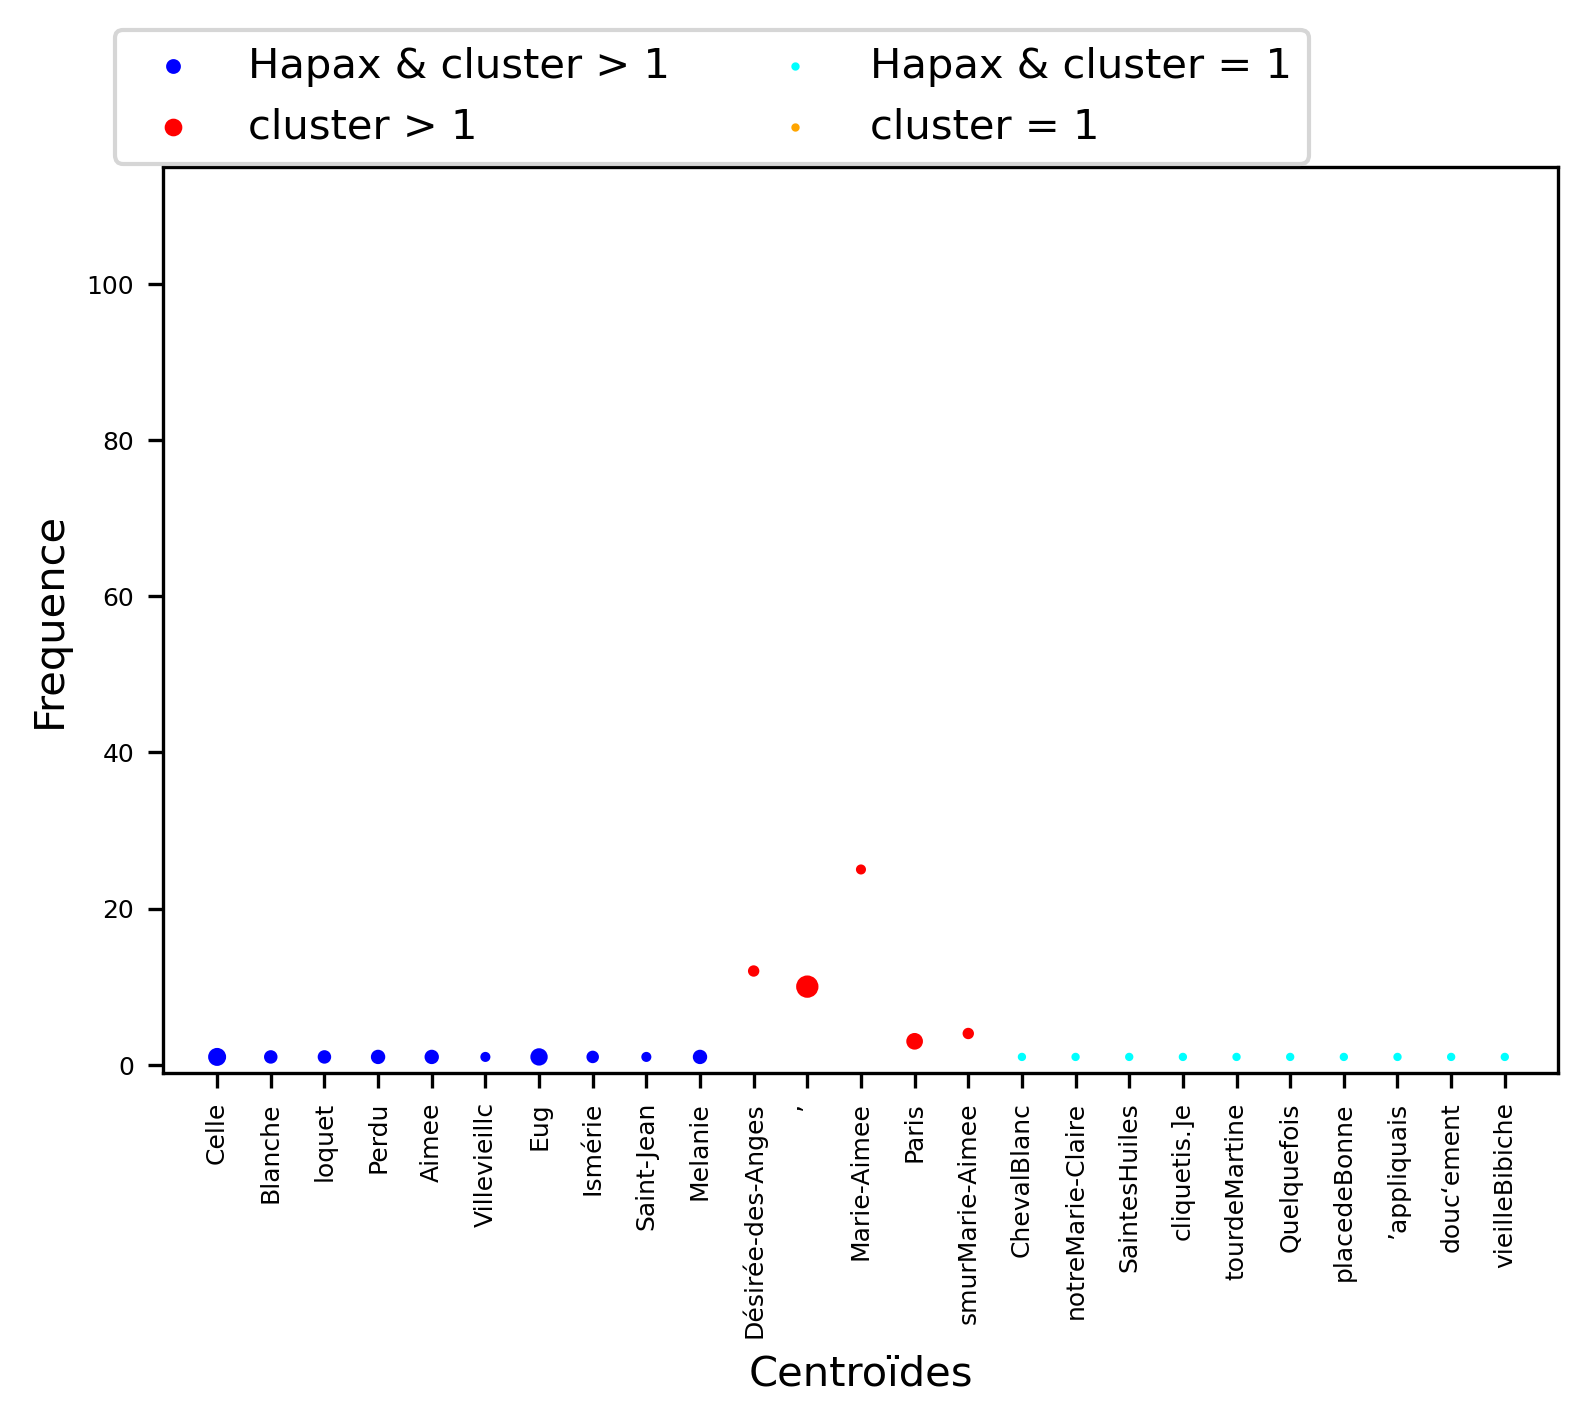 Hapax & cluster > 1
Hapax & cluster = 1
cluster > 1
cluster = 1
100
80
60
40
20
0
Frequence
Celle
Blanche
loquet
Perdu
Aimee
Villevieillc
Eug
Ismérie
Saint-Jean
Melanie
Désirée-des-Anges
’
Marie-Aimee
Paris
smurMarie-Aimee
ChevalBlanc
notreMarie-Claire
SaintesHuiles
cliquetis.Je
tourdeMartine
Quelquefois
placedeBonne
’appliquais
douc‘ement
vieilleBibiche
Centroïdes